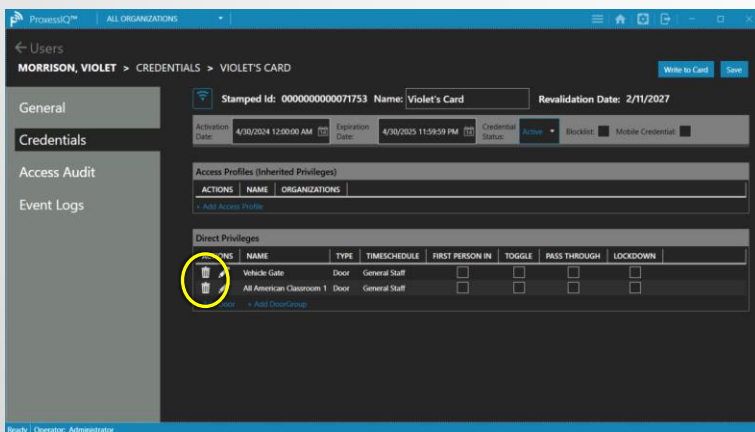 ProxessIQ™ ALL ORGANIZATIONS
Users
MORRISON, VIOLET > CREDENTIALS > VIOLET'S CARD
Write to Card Save
General
Credentials
Access Audit
Event Logs
Stamped Id: 0000000000071753 Name: Violet's Card Revalidation Date: 2/11/2027
Activation Date: 4/30/2024 12:00:00 AM Expiration Date: 4/30/2025 11:59:59 PM Credential Status: Active Blocklist: Mobile Credential:
Access Profiles (Inherited Privileges)
ACTIONS NAME ORGANIZATIONS
+ Add Access Profile
Direct Privileges
ACTIONS NAME TYPE TIMESCHEDULE FIRST PERSON IN TOGGLE PASS THROUGH LOCKDOWN
Vehicle Gate Door General Staff
All American Classroom 1 Door General Staff
Door + Add DoorGroup
Ready Operator: Administrator